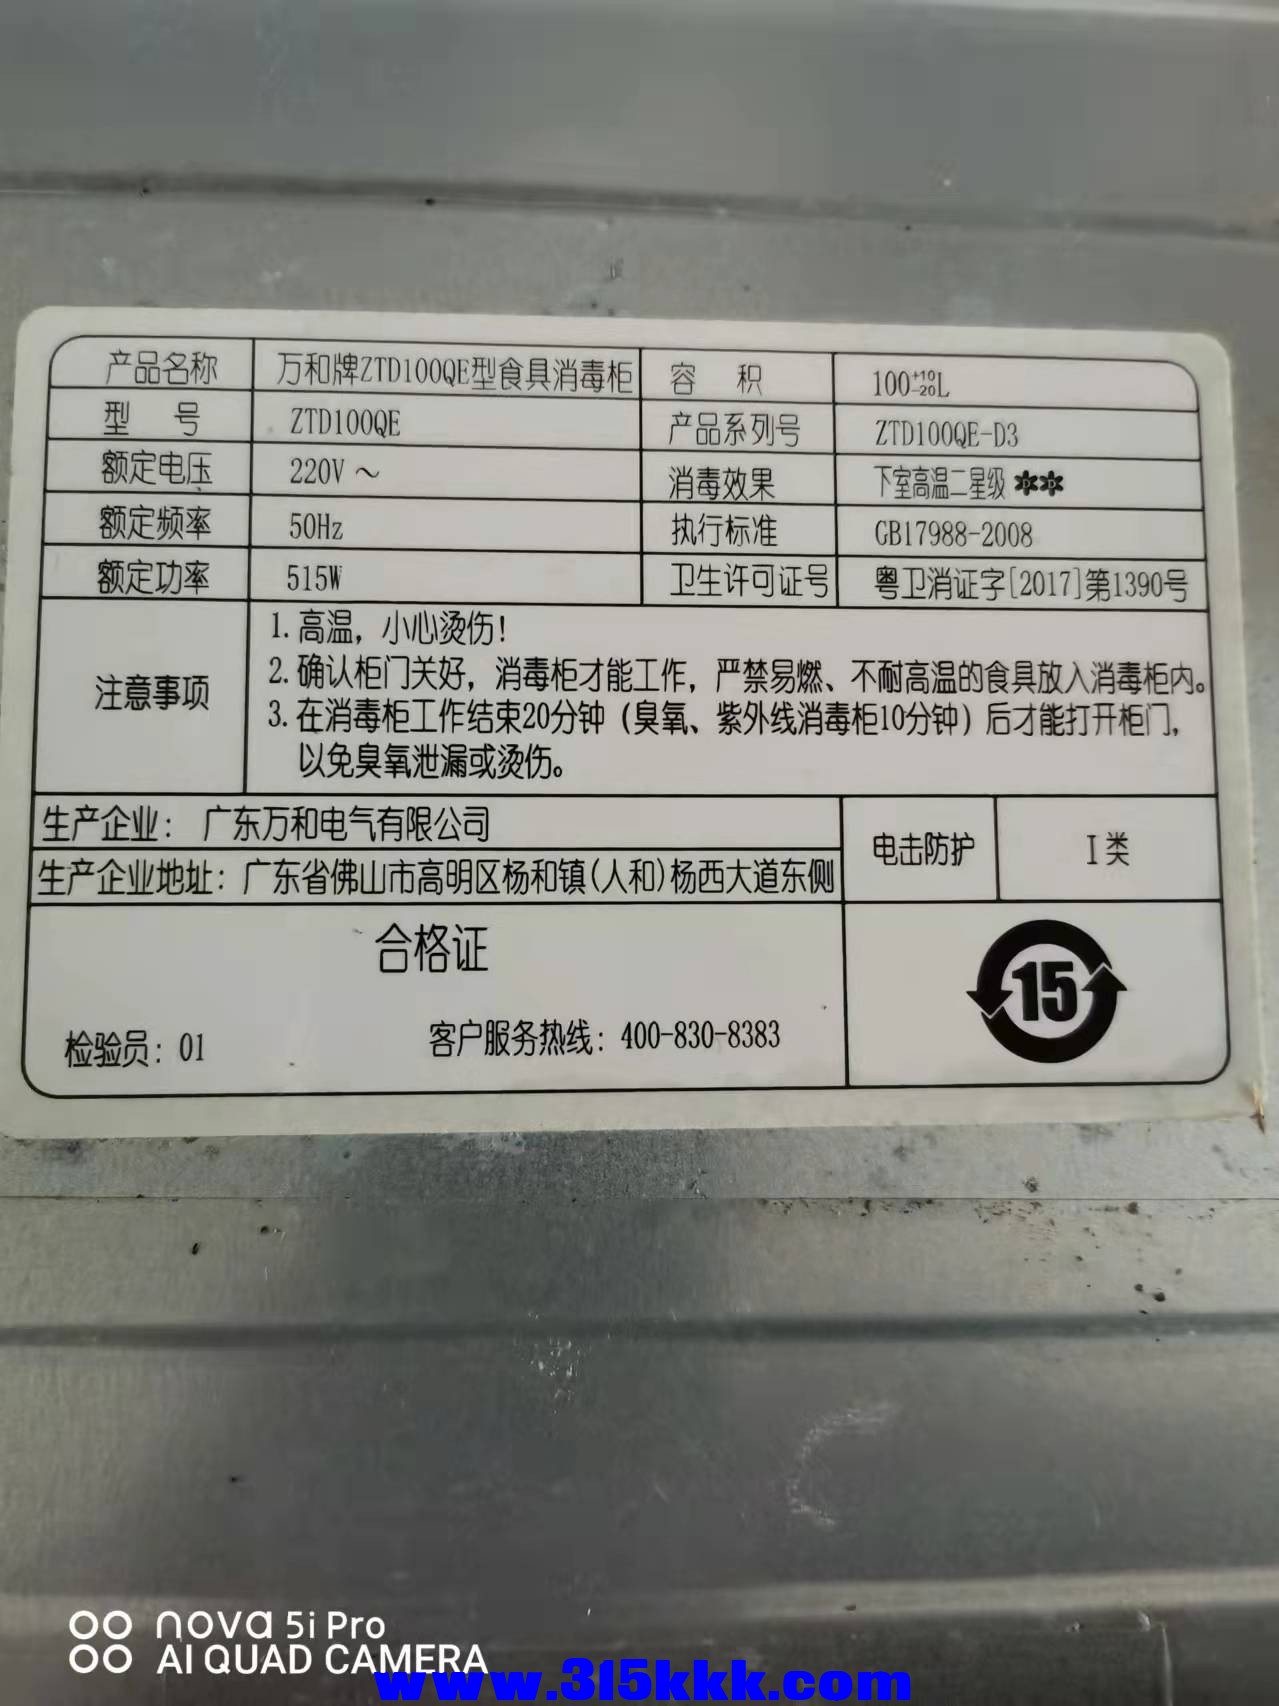 产品名称 万和牌ZTD100QE型食具消毒柜 容 积 100+10-20L
型 号 ZTD100QE 产品系列号 ZTD100QE-D3
额定电压 220V～ 消毒效果 下室高温二星级 ✱✱
额定频率 50Hz 执行标准 GB17988-2008
额定功率 515W 卫生许可证号 粤卫消证字[2017]第1390号
注意事项
1. 高温，小心烫伤！
2. 确认柜门关好，消毒柜才能工作，严禁易燃、不耐高温的食具放入消毒柜内。
3. 在消毒柜工作结束20分钟（臭氧、紫外线消毒柜10分钟）后才能打开柜门，
以免臭氧泄漏或烫伤。
生产企业：广东万和电气有限公司
生产企业地址：广东省佛山市高明区杨和镇(人和)杨西大道东侧
电击防护 I类
合格证
检验员：01 客户服务热线：400-830-8383
15
nova 5i Pro
AI QUAD CAMERA
www.315kkk.com